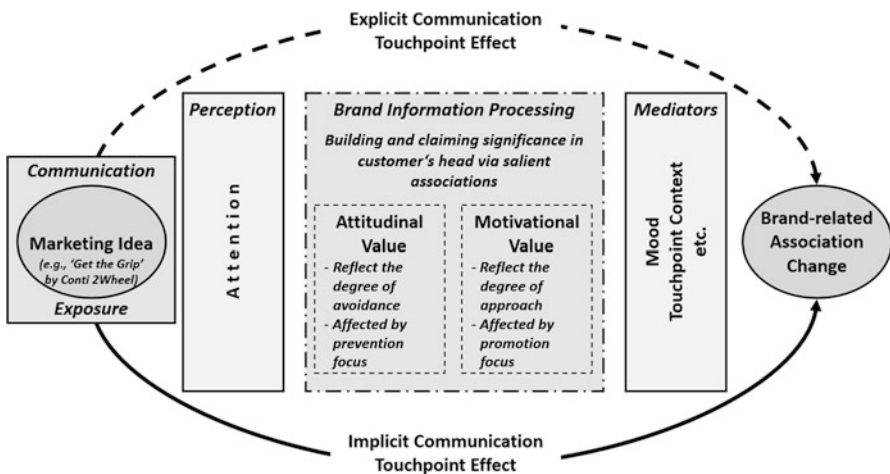 Explicit Communication
Touchpoint Effect
Communication
Marketing Idea
(e.g., ‘Get the Grip’
by Conti 2Wheel)
Exposure
Perception
Attention
Brand Information Processing
Building and claiming significance in
customer‘s head via salient
associations
Attitudinal
Value
- Reflect the
degree of
avoidance
- Affected by
prevention
focus
Motivational
Value
- Reflect the
degree of
approach
- Affected by
promotion
focus
Mediators
Mood
Touchpoint Context
etc.
Brand-related
Association
Change
Implicit Communication
Touchpoint Effect